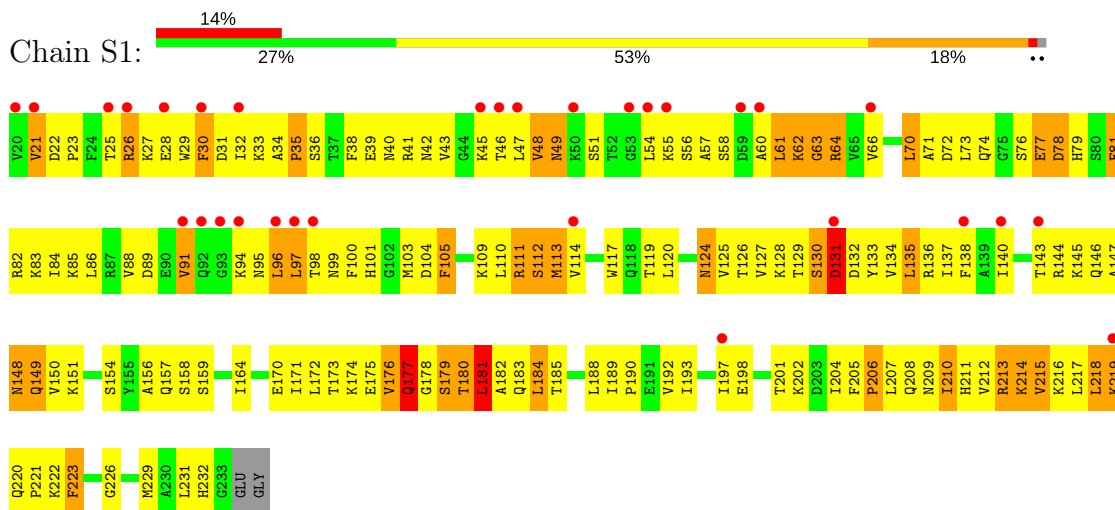 14%
Chain S1:
27% 53% 18%
V20 V21 D22 P23 F24 T25 R26 K27 E28 W29 F30 D31 I32 K33 A34 P35 S36 T37 F38 E39 N40 R41 N42 V43 G44 K45 T46 L47 V48 N49 K50 S51 T52 G53 L54 K55 S56 A57 S58 D59 A60 L61 K62 G63 R64 V65 V66 L70 A71 D72 L73 Q74 G75 S76 E77 D78 H79 S80 E81
R82 K83 I84 K85 L86 R87 V88 D89 E90 V91 Q92 G93 K94 N95 L96 L97 T98 N99 F100 H101 G102 M103 D104 F105 K109 L110 R111 S112 M113 V114 W117 Q118 T119 L120 N124 V125 T126 V127 K128 T129 S130 D131 D132 Y133 V134 L135 R136 I137 F138 A139 I140 T143 R144 K145 Q146 A147
N148 Q149 V150 K151 S154 Y155 A156 Q157 S158 S159 I164 E170 I171 L172 T173 K174 E175 V176 Q177 G178 S179 T180 L181 A182 Q183 L184 T185 L188 I189 P190 E191 V192 I193 I197 E198 T201 K202 D203 I204 F205 P206 L207 Q208 N209 I210 H211 V212 R213 K214 V215 K216 L217 L218 K219
Q220 P221 K222 F223 G226 M229 A230 L231 H232 G233 GLU GLY